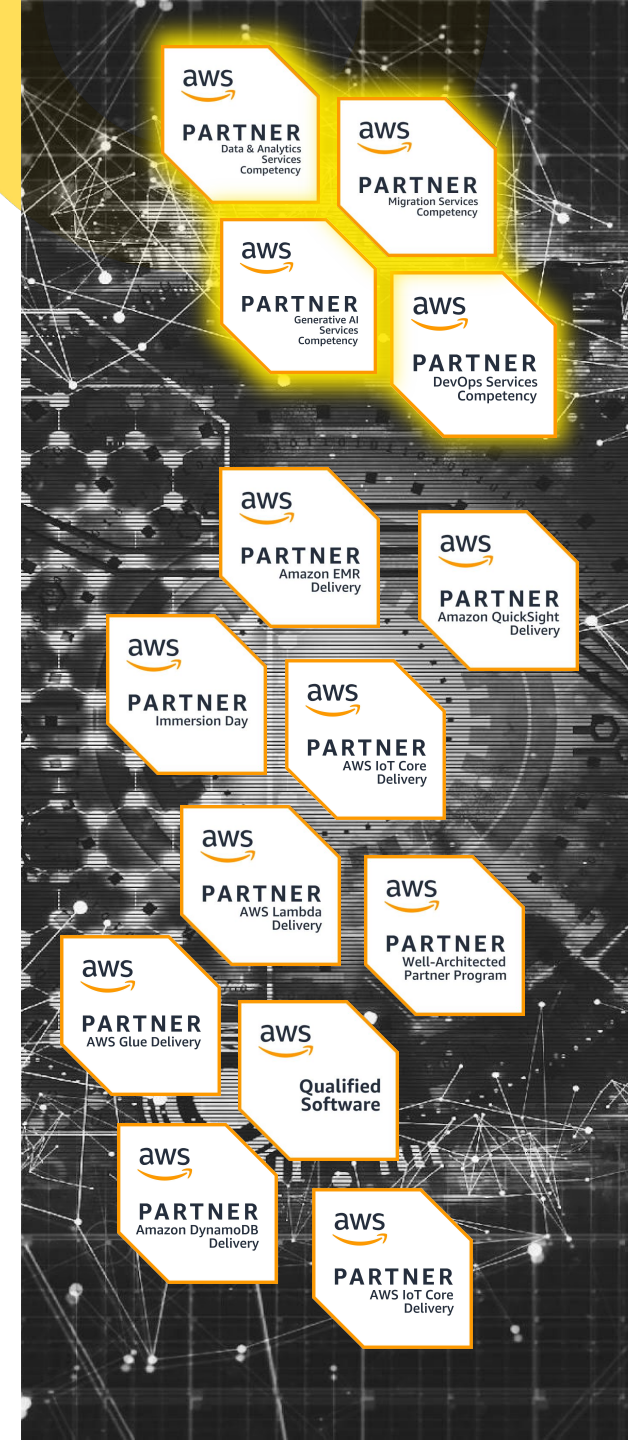 aws
PARTNER
Data & Analytics
Services
Competency
aws
PARTNER
Migration Services
Competency
aws
PARTNER
Generative AI
Services
Competency
aws
PARTNER
DevOps Services
Competency
aws
PARTNER
Amazon EMR
Delivery
aws
PARTNER
Amazon QuickSight
Delivery
aws
PARTNER
Immersion Day
aws
PARTNER
AWS IoT Core
Delivery
aws
PARTNER
AWS Lambda
Delivery
aws
PARTNER
Well-Architected
Partner Program
aws
PARTNER
AWS Glue Delivery
aws
Qualified
Software
aws
PARTNER
Amazon DynamoDB
Delivery
aws
PARTNER
AWS IoT Core
Delivery